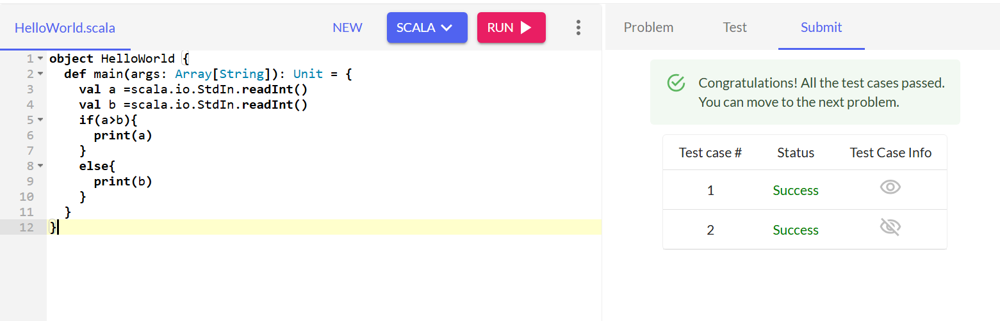 HelloWorld.scala NEW SCALA RUN
1 object HelloWorld {
2   def main(args: Array[String]): Unit = {
3     val a =scala.io.StdIn.readInt()
4     val b =scala.io.StdIn.readInt()
5     if(a>b){
6       print(a)
7     }
8     else{
9       print(b)
10     }
11   }
12 }
Problem Test Submit
Congratulations! All the test cases passed.
You can move to the next problem.
Test case # Status Test Case Info
1 Success
2 Success